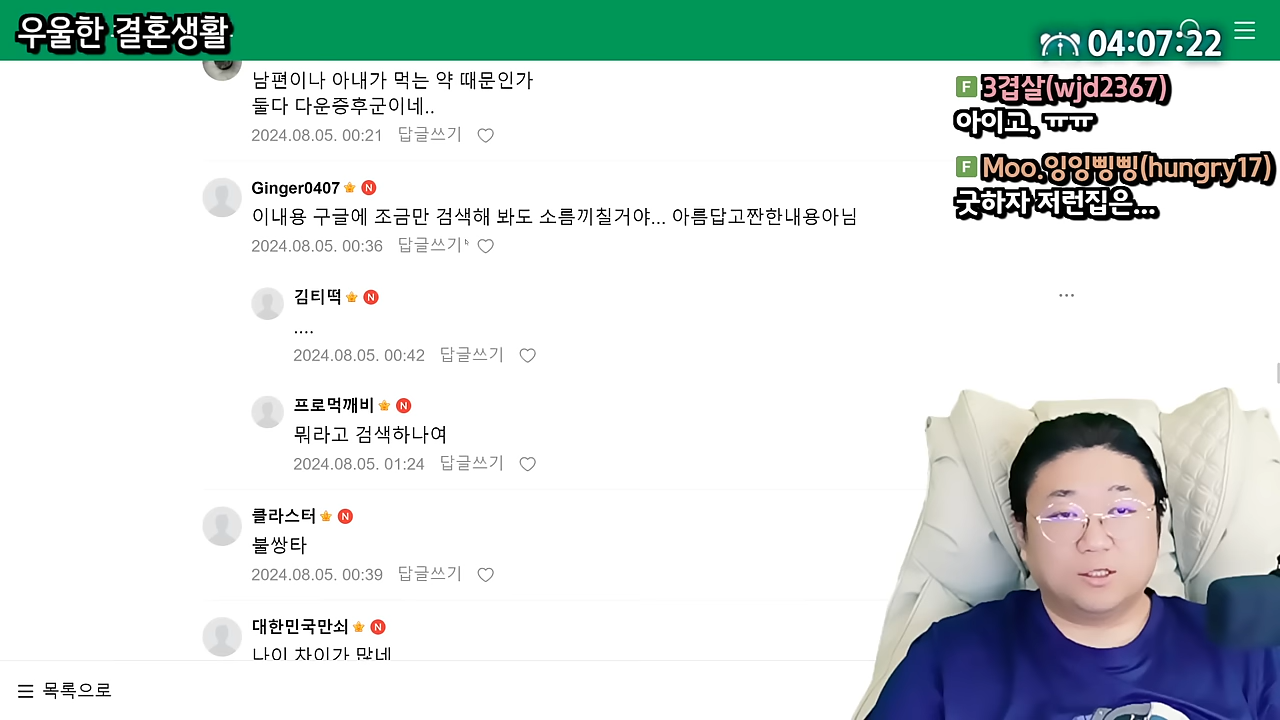 우울한 결혼생활
04:07:22
F 3겹살(wjd2367)
아이고. ㅠㅠ
F Moo.잉잉삥삥(hungry17)
굿하자 저런집은...
남편이나 아내가 먹는 약 때문인가
둘다 다운증후군이네..
2024.08.05. 00:21 답글쓰기
Ginger0407 N
이내용 구글에 조금만 검색해 봐도 소름끼칠거야... 아름답고짠한내용아님
2024.08.05. 00:36 답글쓰기
김티떡 N
....
2024.08.05. 00:42 답글쓰기
프로먹깨비 N
뭐라고 검색하나여
2024.08.05. 01:24 답글쓰기
클라스터 N
불쌍타
2024.08.05. 00:39 답글쓰기
대한민국만쇠 N
나이 차이가 많네
목록으로